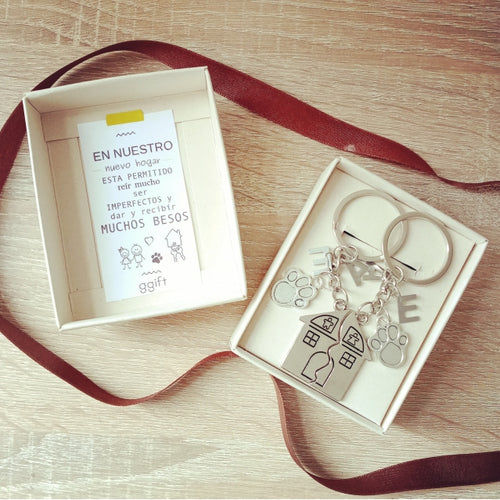 EN NUESTRO
nuevo hogar
ESTA PERMITIDO
reír mucho
ser
IMPERFECTOS y
dar y recibir
MUCHOS BESOS
ggift
E